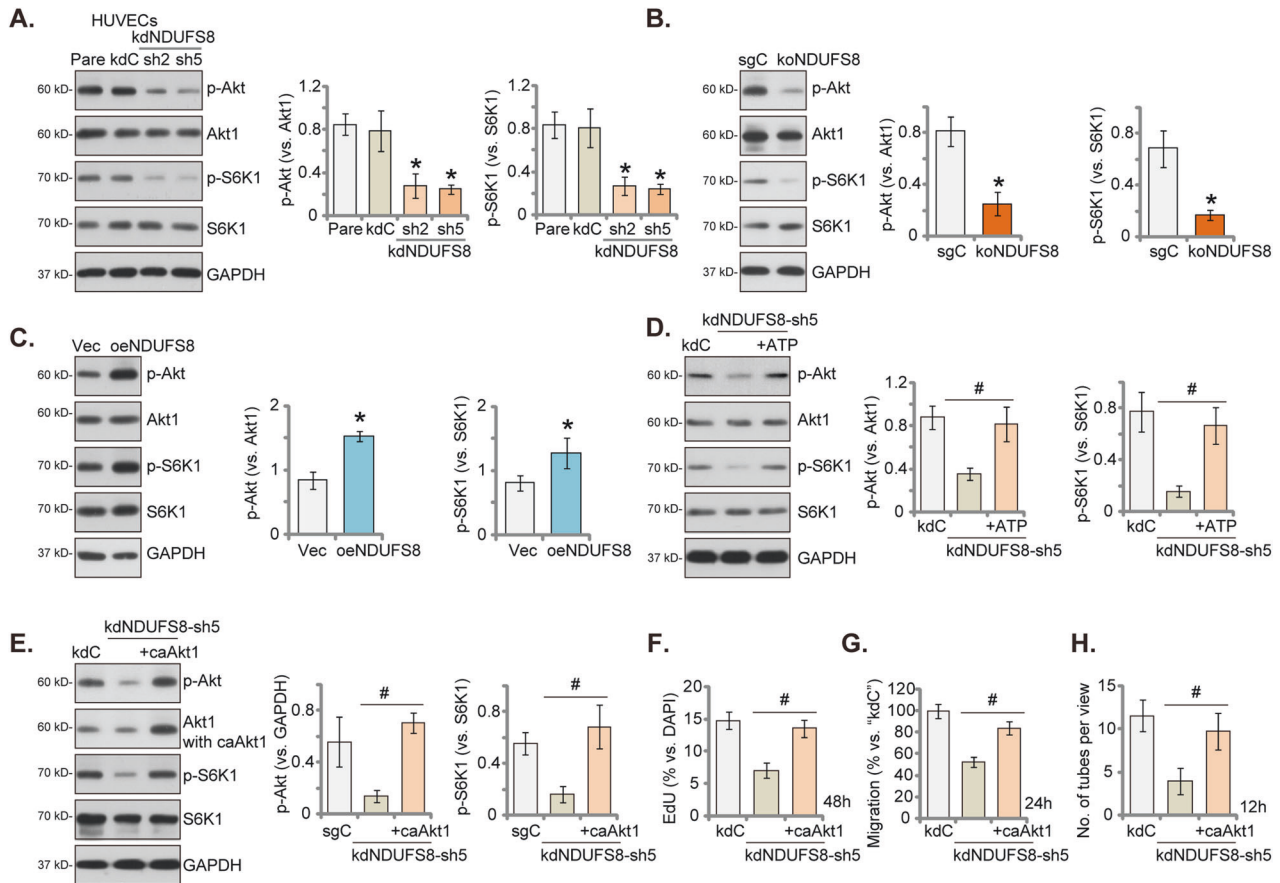 A.
HUVECs
kdNDUFS8
Pare kdC sh2 sh5
60 kD-
p-Akt
60 kD-
Akt1
70 kD-
p-S6K1
70 kD-
S6K1
37 kD-
GAPDH
p-Akt (vs. Akt1)
1.2
0.8
0.4
0
* *
Pare kdC sh2 sh5
kdNDUFS8
p-S6K1 (vs. S6K1)
1.2
0.8
0.4
0
* *
Pare kdC sh2 sh5
kdNDUFS8
B.
sgC koNDUFS8
60 kD-
p-Akt
60 kD-
Akt1
70 kD-
p-S6K1
70 kD-
S6K1
37 kD-
GAPDH
p-Akt (vs. Akt1)
0.8
0.4
0
*
sgC
koNDUFS8
p-S6K1 (vs. S6K1)
0.8
0.4
0
*
sgC
koNDUFS8
C.
Vec oeNDUFS8
60 kD-
p-Akt
60 kD-
Akt1
70 kD-
p-S6K1
70 kD-
S6K1
37 kD-
GAPDH
p-Akt (vs. Akt1)
2
1
0
*
Vec
oeNDUFS8
p-S6K1 (vs. S6K1)
2
1
0
*
Vec
oeNDUFS8
D.
kdNDUFS8-sh5
kdC +ATP
60 kD-
p-Akt
60 kD-
Akt1
70 kD-
p-S6K1
70 kD-
S6K1
37 kD-
GAPDH
p-Akt (vs. Akt1)
1.2
0.8
0.4
0
#
kdC
+ATP
kdNDUFS8-sh5
p-S6K1 (vs. S6K1)
0.8
0.4
0
#
kdC
+ATP
kdNDUFS8-sh5
E.
kdNDUFS8-sh5
kdC +caAkt1
60 kD-
p-Akt
60 kD-
Akt1
with caAkt1
70 kD-
p-S6K1
70 kD-
S6K1
37 kD-
GAPDH
p-Akt (vs. GAPDH)
0.8
0.4
0
#
sgC
+caAkt1
kdNDUFS8-sh5
p-S6K1 (vs. S6K1)
0.8
0.4
0
#
sgC
+caAkt1
kdNDUFS8-sh5
F.
EdU (% vs. DAPI)
20
15
10
5
0
#
48h
kdC
+caAkt1
kdNDUFS8-sh5
G.
Migration (% vs. “kdC”)
120
100
80
60
40
20
0
#
24h
kdC
+caAkt1
kdNDUFS8-sh5
H.
No. of tubes per view
15
10
5
0
#
12h
kdC
+caAkt1
kdNDUFS8-sh5